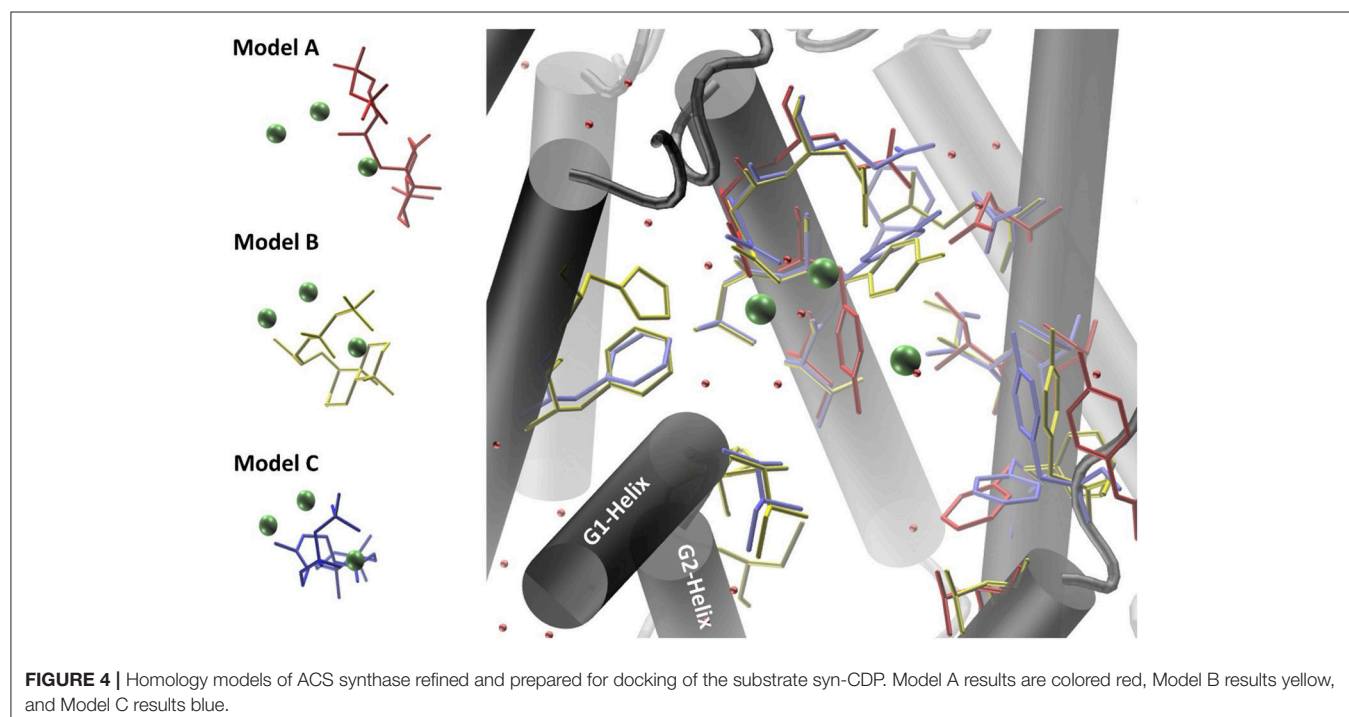 Model A
Model B
Model C
G1-Helix
G2-Helix
FIGURE 4 | Homology models of ACS synthase refined and prepared for docking of the substrate syn-CDP. Model A results are colored red, Model B results yellow,
and Model C results blue.